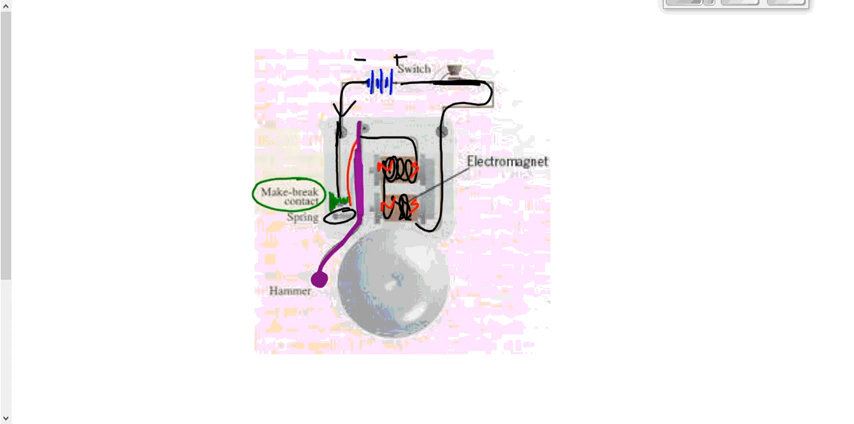 - +
Switch
Electromagnet
Make-break
contact
Spring
N S
N S
Hammer